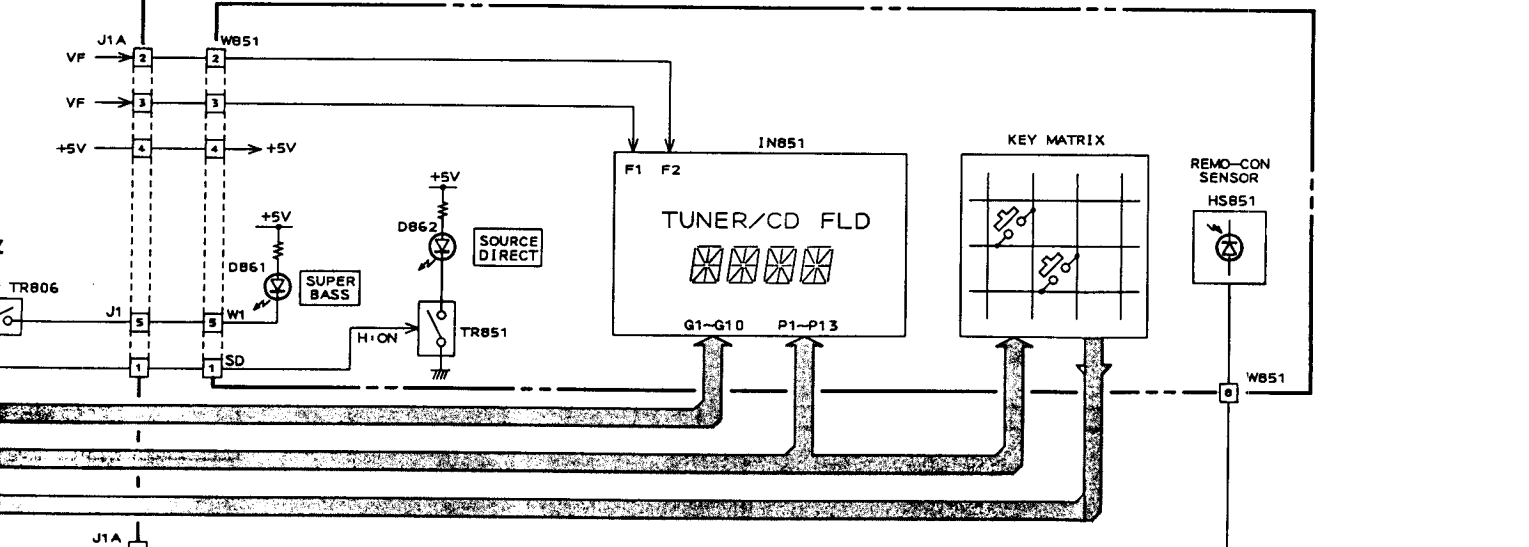 J1A
W851
VF
2
2
VF
3
3
+5V
4
4
+5V
IN851
KEY MATRIX
REMO-CON
SENSOR
HS851
F1 F2
+5V
D862
SOURCE
DIRECT
TUNER/CD FLD
+5V
D861
SUPER
BASS
TR806
J1
5
5
W1
H:ON
TR851
G1~G10 P1~P13
1
1
SD
8
W851
J1A